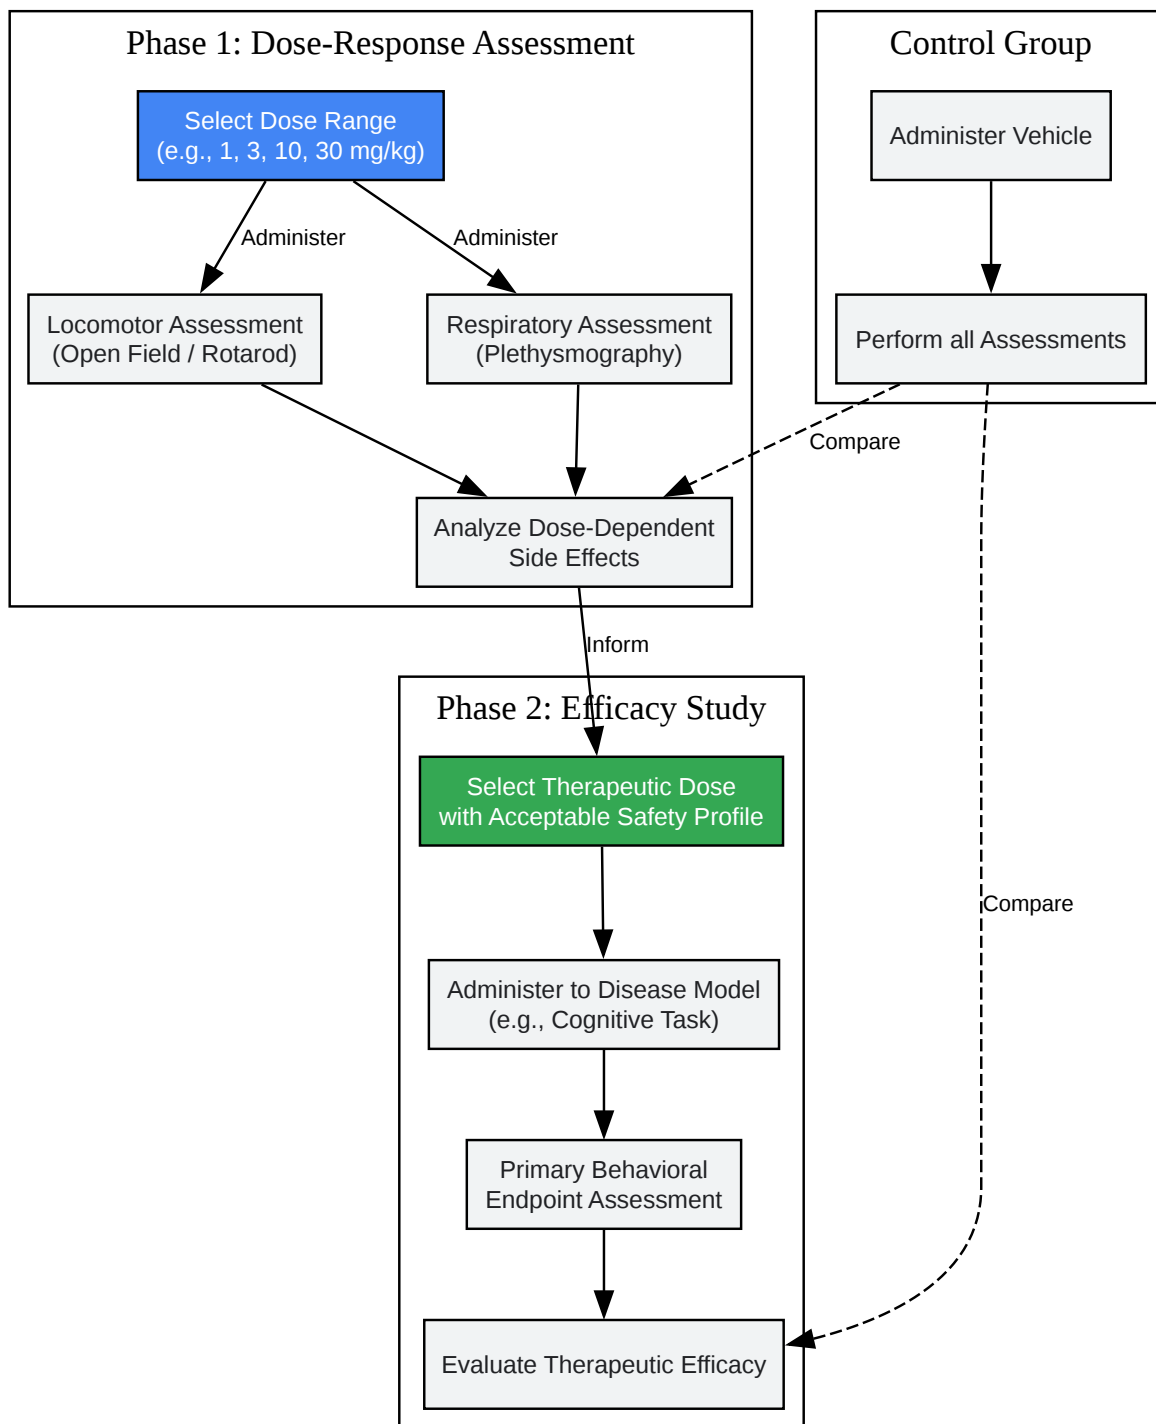 Phase 1: Dose-Response Assessment
Select Dose Range
(e.g., 1, 3, 10, 30 mg/kg)
Administer
Administer
Locomotor Assessment
(Open Field / Rotarod)
Respiratory Assessment
(Plethysmography)
Analyze Dose-Dependent
Side Effects
Control Group
Administer Vehicle
Perform all Assessments
Compare
Inform
Phase 2: Efficacy Study
Select Therapeutic Dose
with Acceptable Safety Profile
Administer to Disease Model
(e.g., Cognitive Task)
Compare
Primary Behavioral
Endpoint Assessment
Evaluate Therapeutic Efficacy